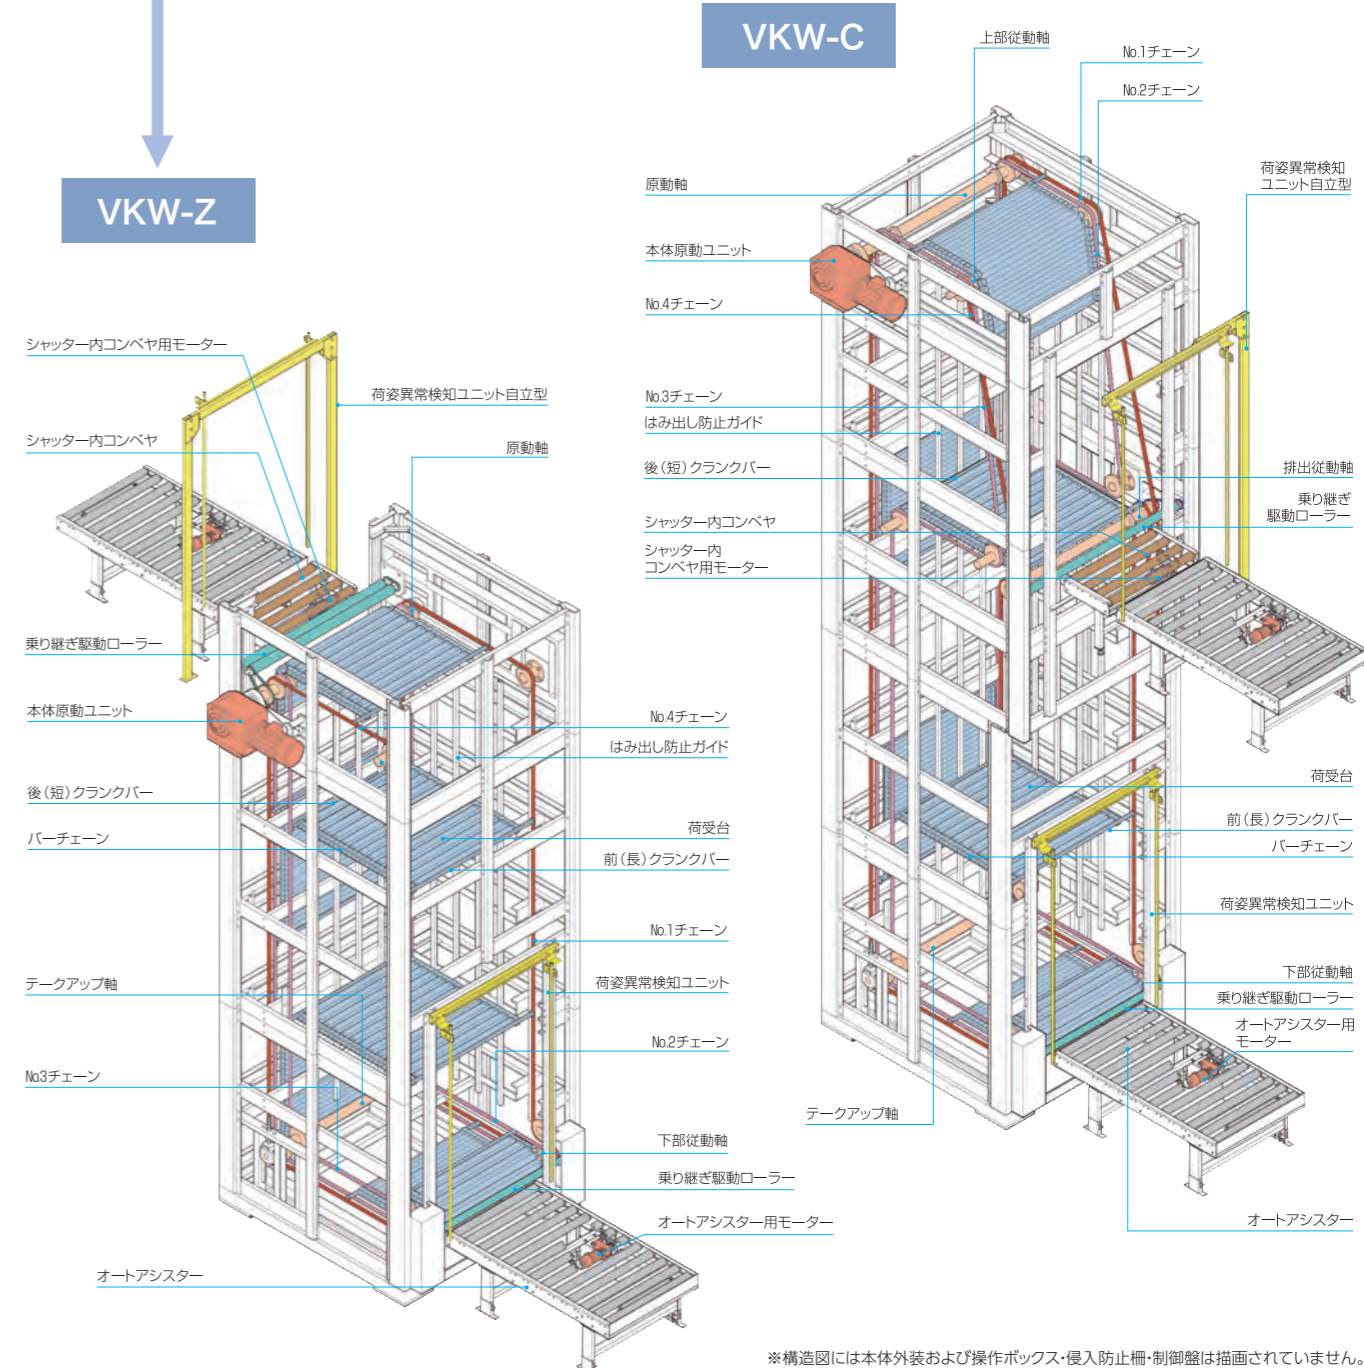 VKW-C
VKW-Z
上部従動軸
No.1チェーン
No.2チェーン
荷姿異常検知
ユニット自立型
原動軸
本体原動ユニット
No.4チェーン
No.3チェーン
はみ出し防止ガイド
後(短)クランクバー
シャッター内コンベヤ
シャッター内
コンベヤ用モーター
排出従動軸
乗り継ぎ
駆動ローラー
荷受台
前(長)クランクバー
バーチェーン
荷姿異常検知ユニット
下部従動軸
乗り継ぎ駆動ローラー
オートアシスター用
モーター
テークアップ軸
オートアシスター
シャッター内コンベヤ用モーター
荷姿異常検知ユニット自立型
シャッター内コンベヤ
原動軸
乗り継ぎ駆動ローラー
本体原動ユニット
No.4チェーン
はみ出し防止ガイド
後(短)クランクバー
バーチェーン
荷受台
前(長)クランクバー
No.1チェーン
テークアップ軸
荷姿異常検知ユニット
No.2チェーン
No3チェーン
下部従動軸
乗り継ぎ駆動ローラー
オートアシスター用モーター
オートアシスター
※構造図には本体外装および操作ボックス・侵入防止柵・制御盤は描画されていません。